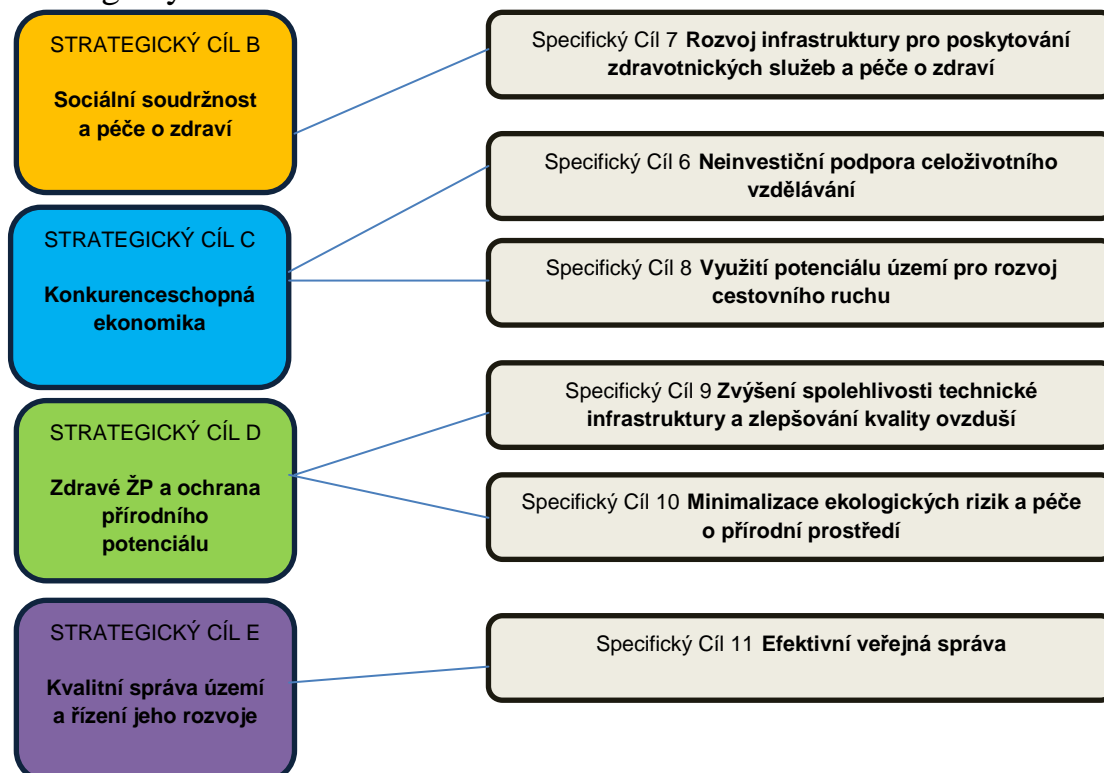 STRATEGICKÝ CÍL B
Sociální soudržnost
a péče o zdraví
Specifický Cíl 7 Rozvoj infrastruktury pro poskytování
zdravotnických služeb a péče o zdraví
STRATEGICKÝ CÍL C
Konkurenceschopná
ekonomika
Specifický Cíl 6 Neinvestiční podpora celoživotního
vzdělávání
Specifický Cíl 8 Využití potenciálu území pro rozvoj
cestovního ruchu
STRATEGICKÝ CÍL D
Zdravé ŽP a ochrana
přírodního
potenciálu
Specifický Cíl 9 Zvýšení spolehlivosti technické
infrastruktury a zlepšování kvality ovzduší
Specifický Cíl 10 Minimalizace ekologických rizik a péče
o přírodní prostředí
STRATEGICKÝ CÍL E
Kvalitní správa území
a řízení jeho rozvoje
Specifický Cíl 11 Efektivní veřejná správa